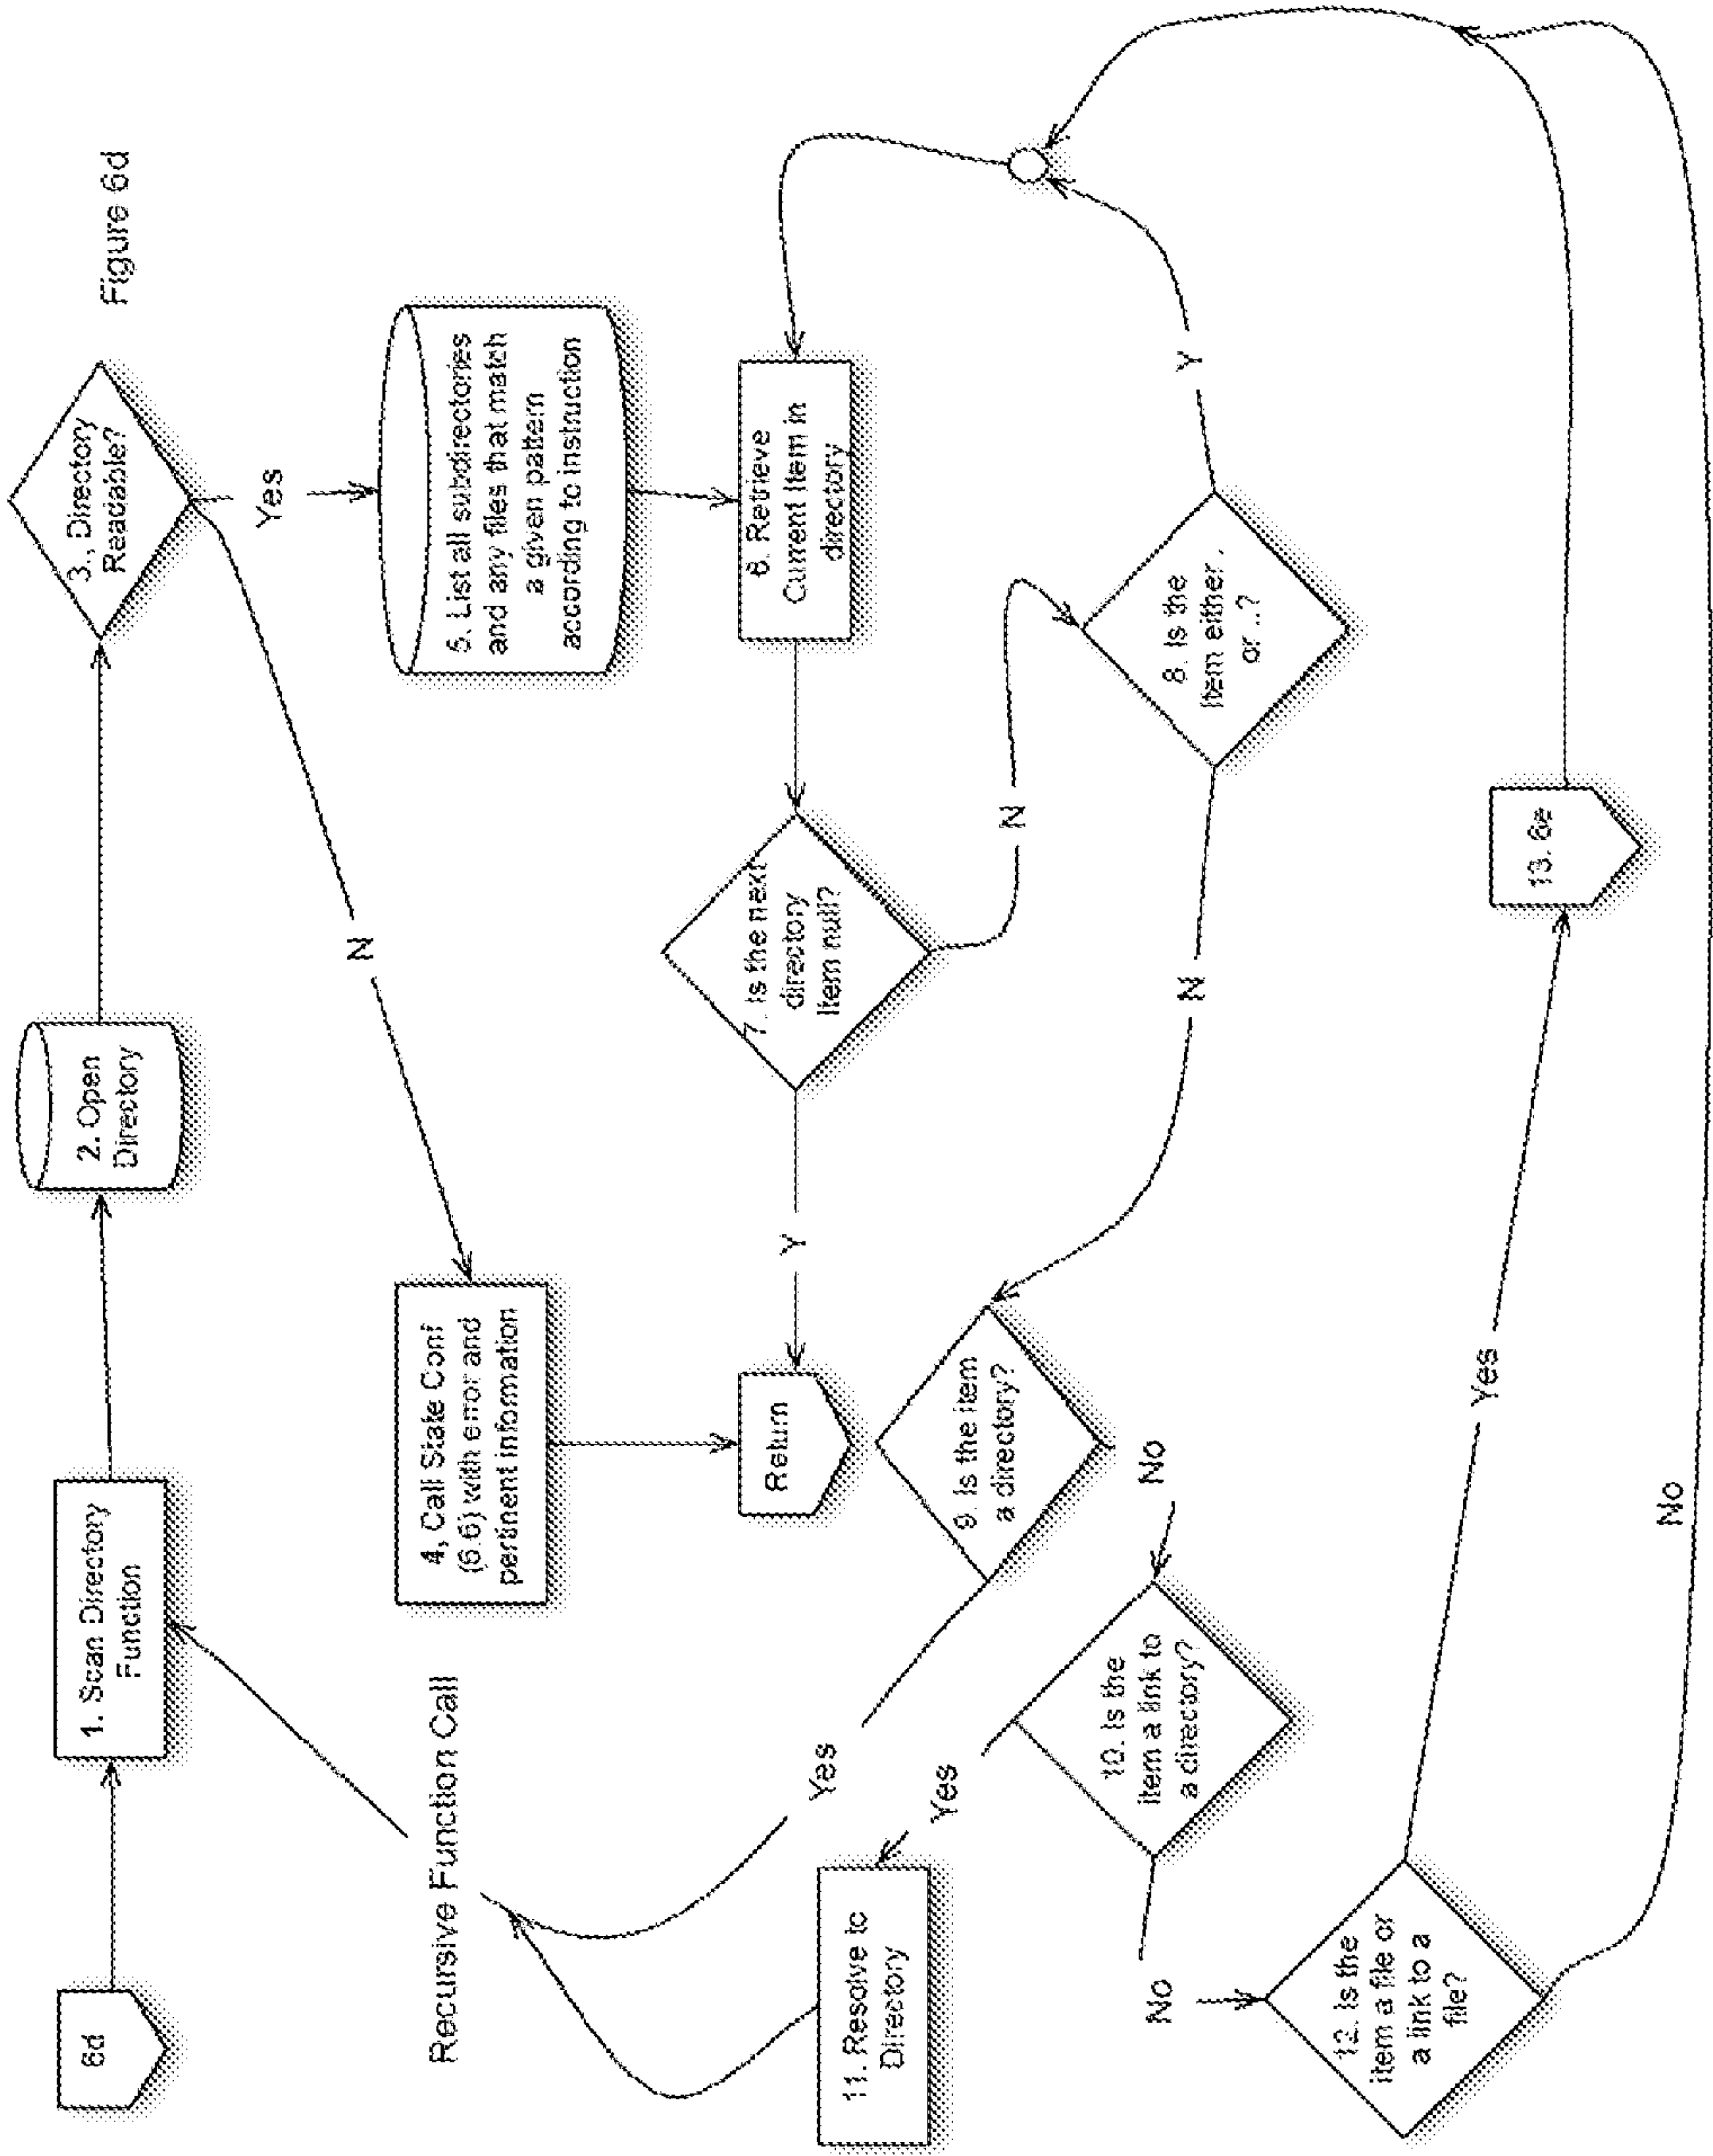 Figure 6d
6d
1. Scan Directory
Function
2. Open
Directory
3., Directory
Readable?
Yes
N
4, Call State Conf
(6.6) with error and
pertinent information
Return
5. List all subdirectories
and any files that match
a given pattern
according to instruction
6. Retrieve
Current Item in
directory
7. Is the next
directory
Item null?
Y
N
8. Is the
Item either .
or ..?
Y
N
9. Is the Item
a directory?
Yes
No
Recursive Function Call
10. Is the
item a link to
a directory?
Yes
No
11. Resolve to
Directory
12. Is the
item a file or
a link to a
file?
Yes
No
13. 6e